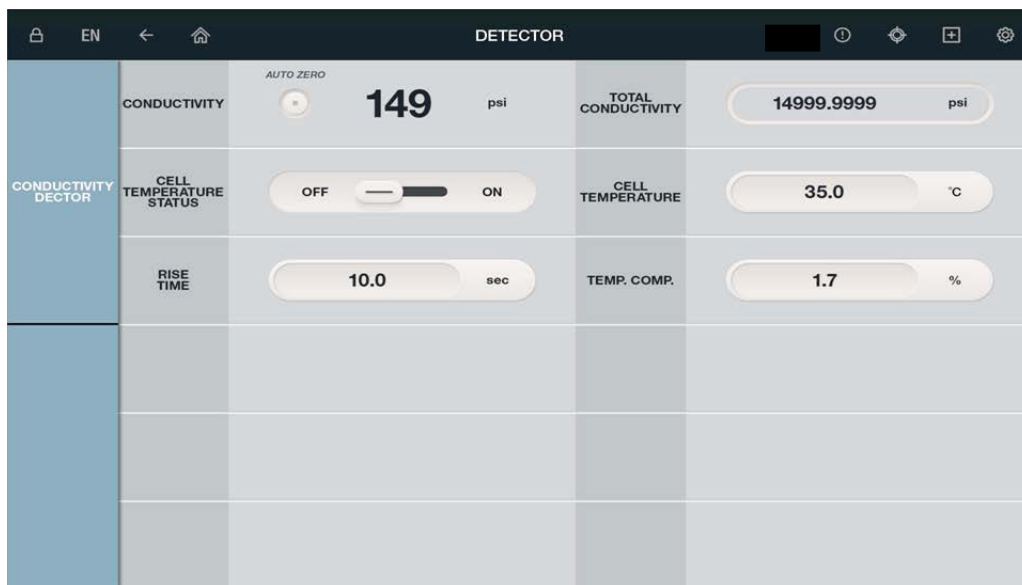 EN
DETECTOR
CONDUCTIVITY
DECTOR
CONDUCTIVITY
AUTO ZERO
149 psi
TOTAL
CONDUCTIVITY
14999.9999 psi
CELL
TEMPERATURE
STATUS
OFF ON
CELL
TEMPERATURE
35.0 °C
RISE
TIME
10.0 sec
TEMP. COMP.
1.7 %